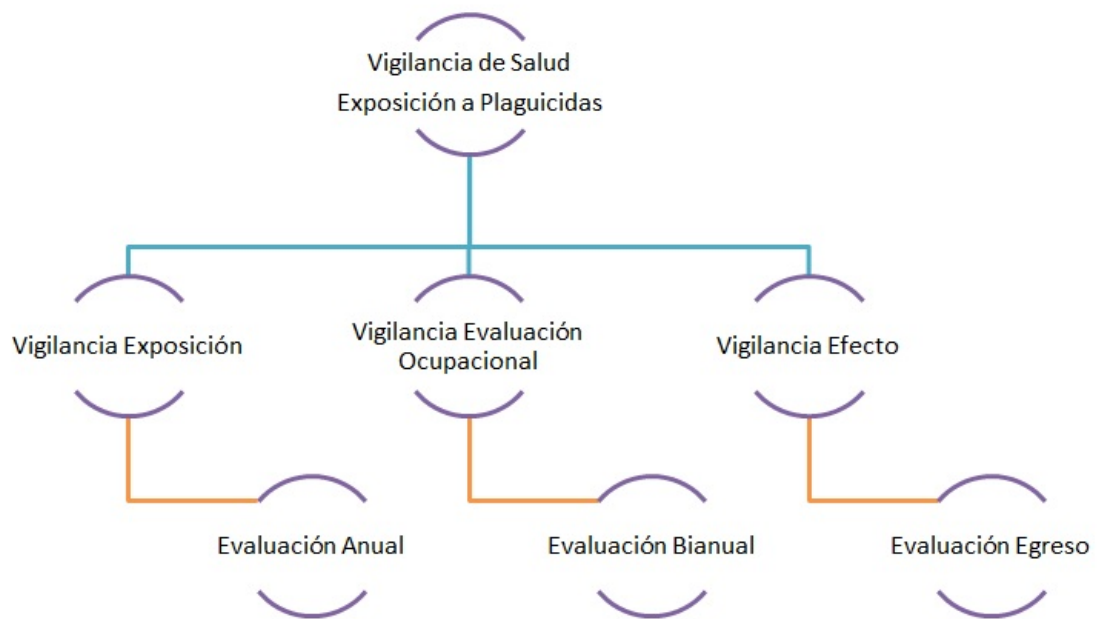 Vigilancia de Salud
Exposición a Plaguicidas
Vigilancia Exposición
Vigilancia Evaluación
Ocupacional
Vigilancia Efecto
Evaluación Anual
Evaluación Bianual
Evaluación Egreso